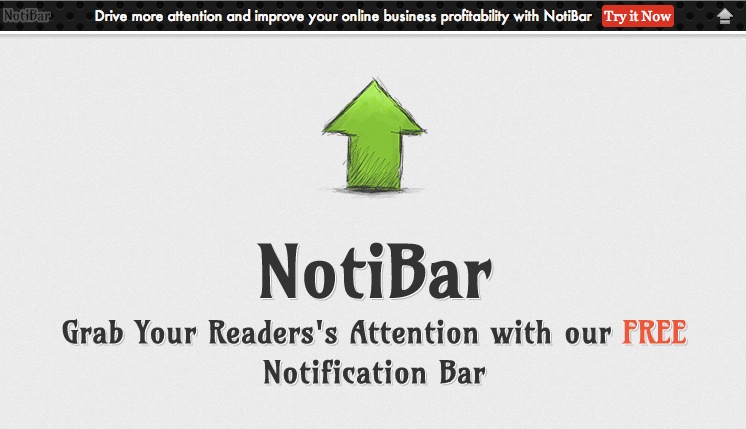 NotiBar
Drive more attention and improve your online business profitability with NotiBar Try it Now
NotiBar
Grab Your Readers's Attention with our FREE
Notification Bar